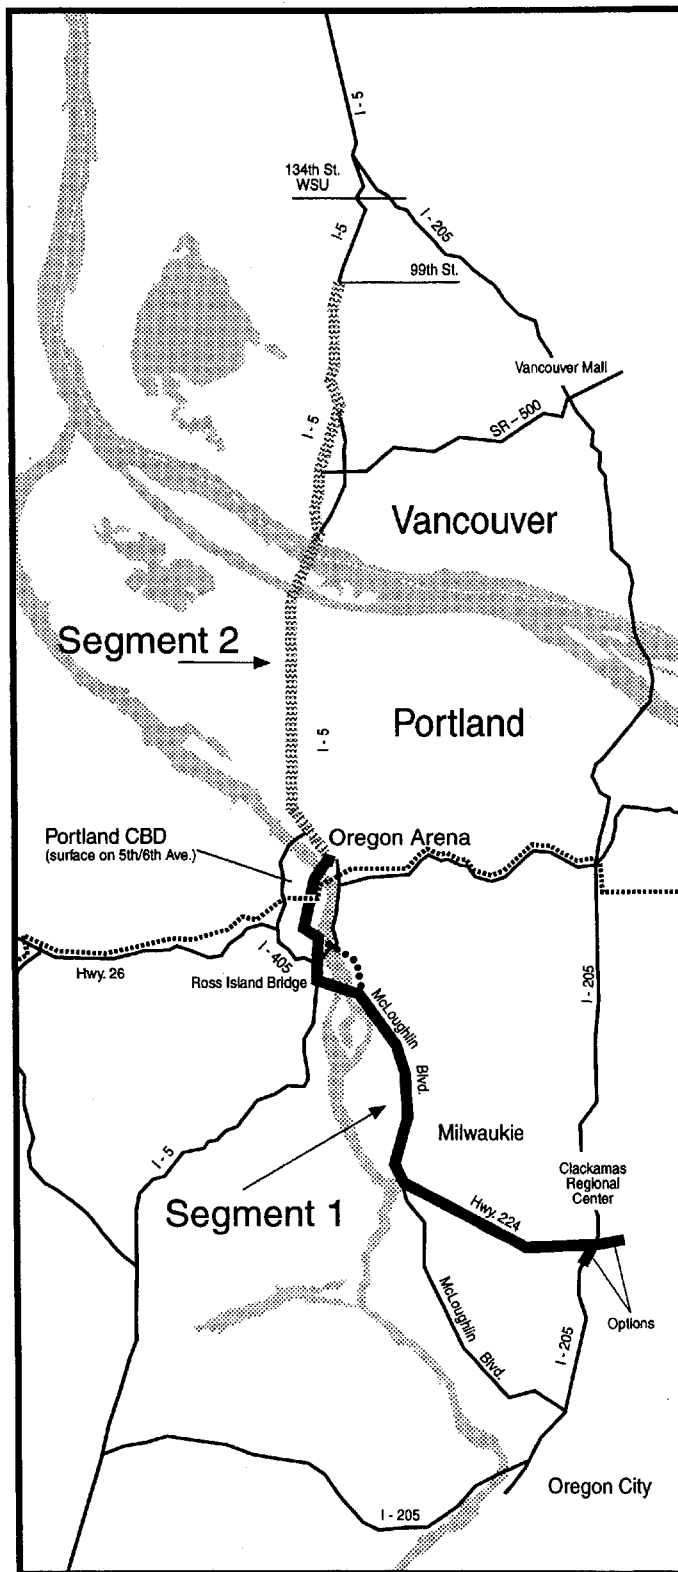 I - 5
134th St.
WSU
I - 205
I-5
99th St.
Vancouver Mall
SR – 500
I - 5
Vancouver
Segment 2
Portland
I - 5
Portland CBD
(surface on 5th/6th Ave.)
Oregon Arena
Hwy. 26
I - 405
Ross Island Bridge
I - 205
McLoughlin
Blvd.
Milwaukie
I - 5
Clackamas
Regional
Center
Segment 1
Hwy. 224
McLoughlin
Blvd.
Options
I - 205
Oregon City
I - 205